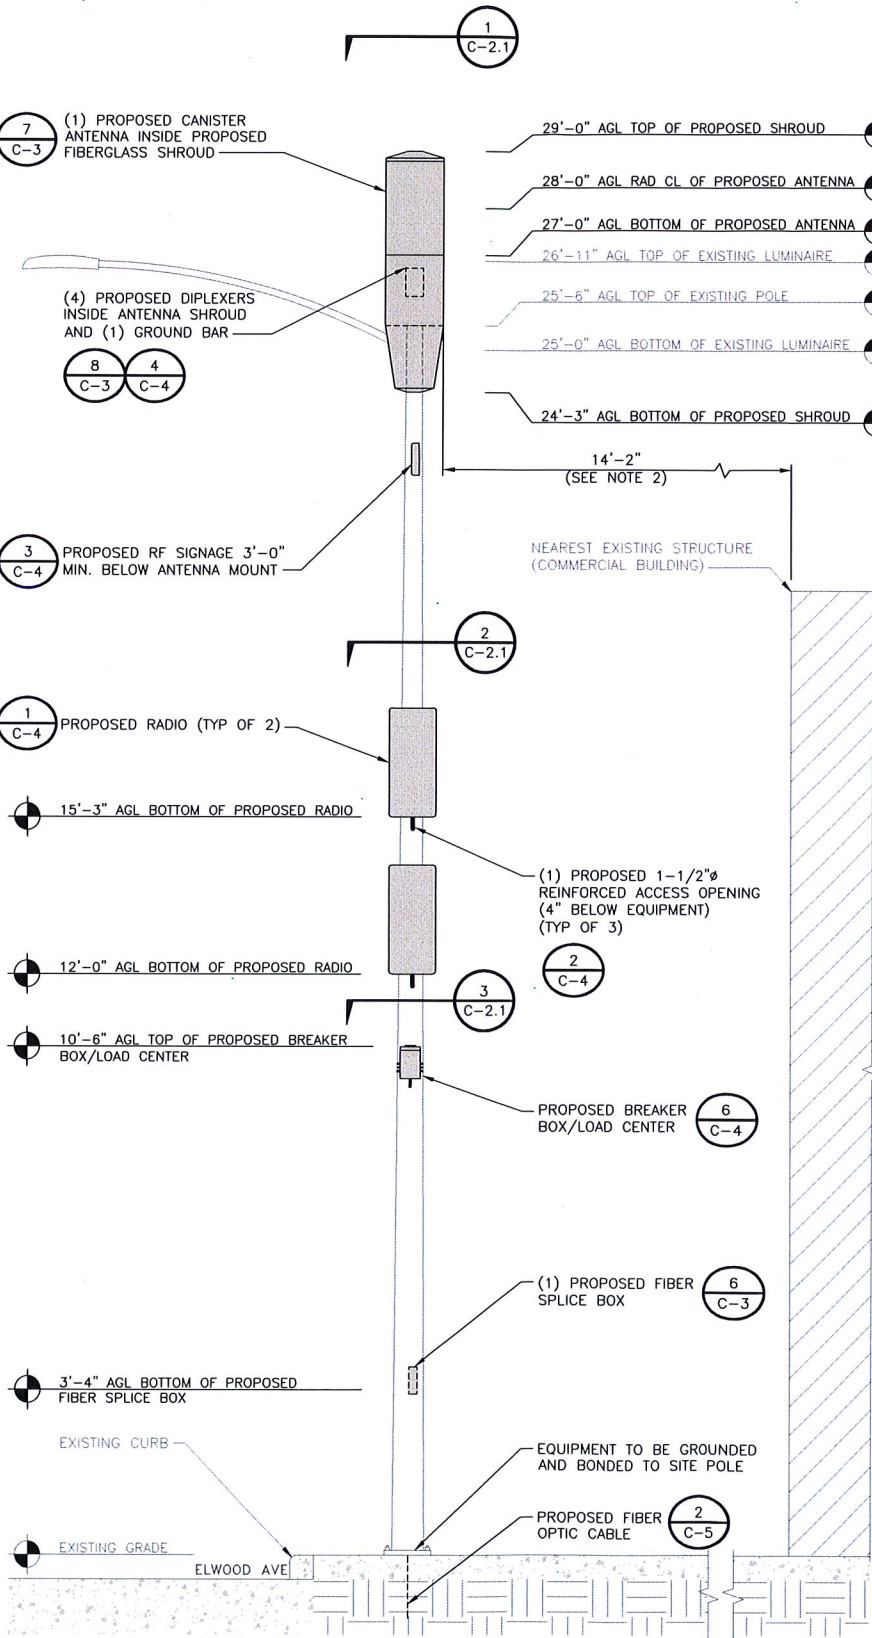 1
C-2.1
7
C-3
(1) PROPOSED CANISTER
ANTENNA INSIDE PROPOSED
FIBERGLASS SHROUD
29'-0" AGL TOP OF PROPOSED SHROUD
28'-0" AGL RAD CL OF PROPOSED ANTENNA
27'-0" AGL BOTTOM OF PROPOSED ANTENNA
26'-11" AGL TOP OF EXISTING LUMINAIRE
25'-6" AGL TOP OF EXISTING POLE
25'-0" AGL BOTTOM OF EXISTING LUMINAIRE
24'-3" AGL BOTTOM OF PROPOSED SHROUD
(4) PROPOSED DIPLEXERS
INSIDE ANTENNA SHROUD
AND (1) GROUND BAR
8
C-3
4
C-4
14'-2"
(SEE NOTE 2)
3
C-4
PROPOSED RF SIGNAGE 3'-0"
MIN. BELOW ANTENNA MOUNT
NEAREST EXISTING STRUCTURE
(COMMERCIAL BUILDING)
2
C-2.1
1
C-4
PROPOSED RADIO (TYP OF 2)
15'-3" AGL BOTTOM OF PROPOSED RADIO
(1) PROPOSED 1-1/2"ø
REINFORCED ACCESS OPENING
(4" BELOW EQUIPMENT)
(TYP OF 3)
2
C-4
12'-0" AGL BOTTOM OF PROPOSED RADIO
3
C-2.1
10'-6" AGL TOP OF PROPOSED BREAKER
BOX/LOAD CENTER
PROPOSED BREAKER
BOX/LOAD CENTER
6
C-4
(1) PROPOSED FIBER
SPLICE BOX
6
C-3
3'-4" AGL BOTTOM OF PROPOSED
FIBER SPLICE BOX
EXISTING CURB
EQUIPMENT TO BE GROUNDED
AND BONDED TO SITE POLE
PROPOSED FIBER
OPTIC CABLE
2
C-5
EXISTING GRADE
ELWOOD AVE